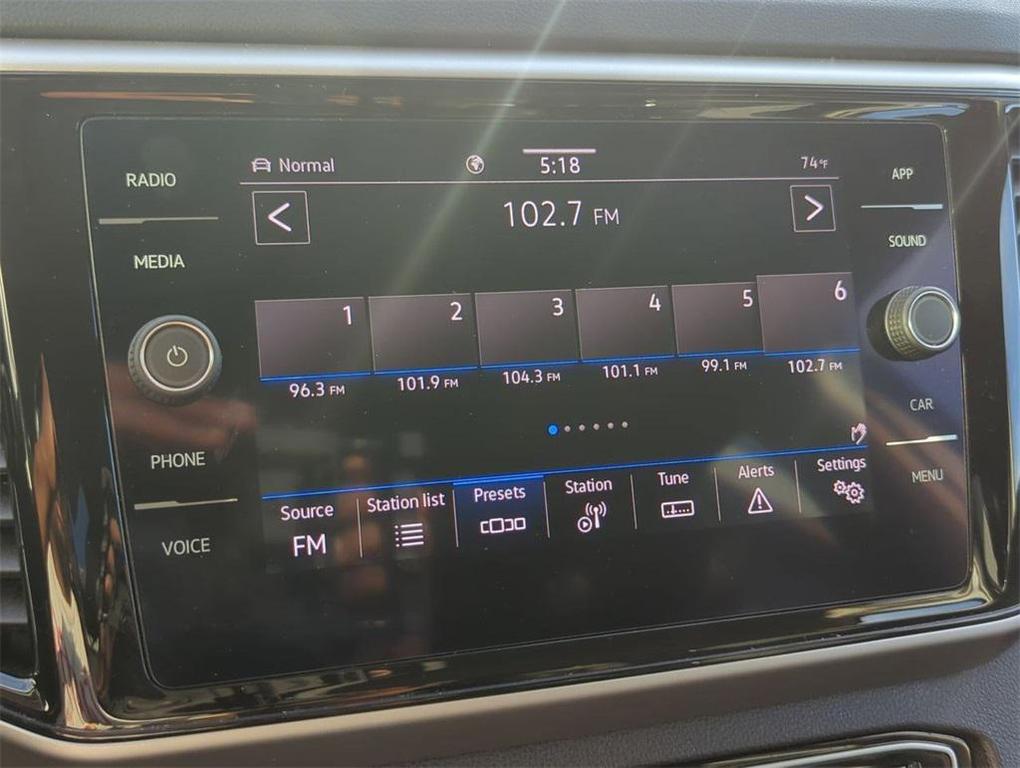 RADIO
MEDIA
PHONE
VOICE
Normal
5:18
74°F
102.7 FM
1
2
3
4
5
6
96.3 FM
101.9 FM
104.3 FM
101.1 FM
99.1 FM
102.7 FM
Source
FM
Station list
Presets
Station
Tune
Alerts
Settings
APP
SOUND
CAR
MENU